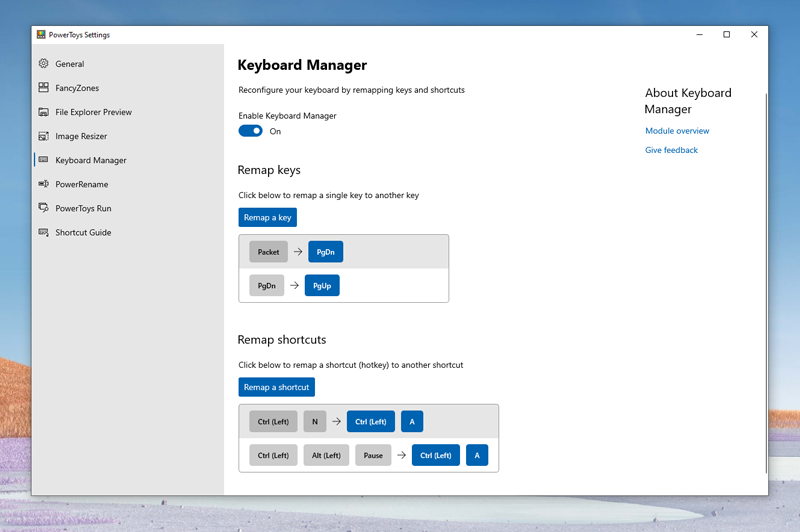 PowerToys Settings
General
FancyZones
File Explorer Preview
Image Resizer
Keyboard Manager
PowerRename
PowerToys Run
Shortcut Guide
Keyboard Manager
Reconfigure your keyboard by remapping keys and shortcuts
Enable Keyboard Manager
On
Remap keys
Click below to remap a single key to another key
Remap a key
Packet → PgDn
PgDn → PgUp
Remap shortcuts
Click below to remap a shortcut (hotkey) to another shortcut
Remap a shortcut
Ctrl (Left) N → Ctrl (Left) A
Ctrl (Left) Alt (Left) Pause → Ctrl (Left) A
About Keyboard
Manager
Module overview
Give feedback